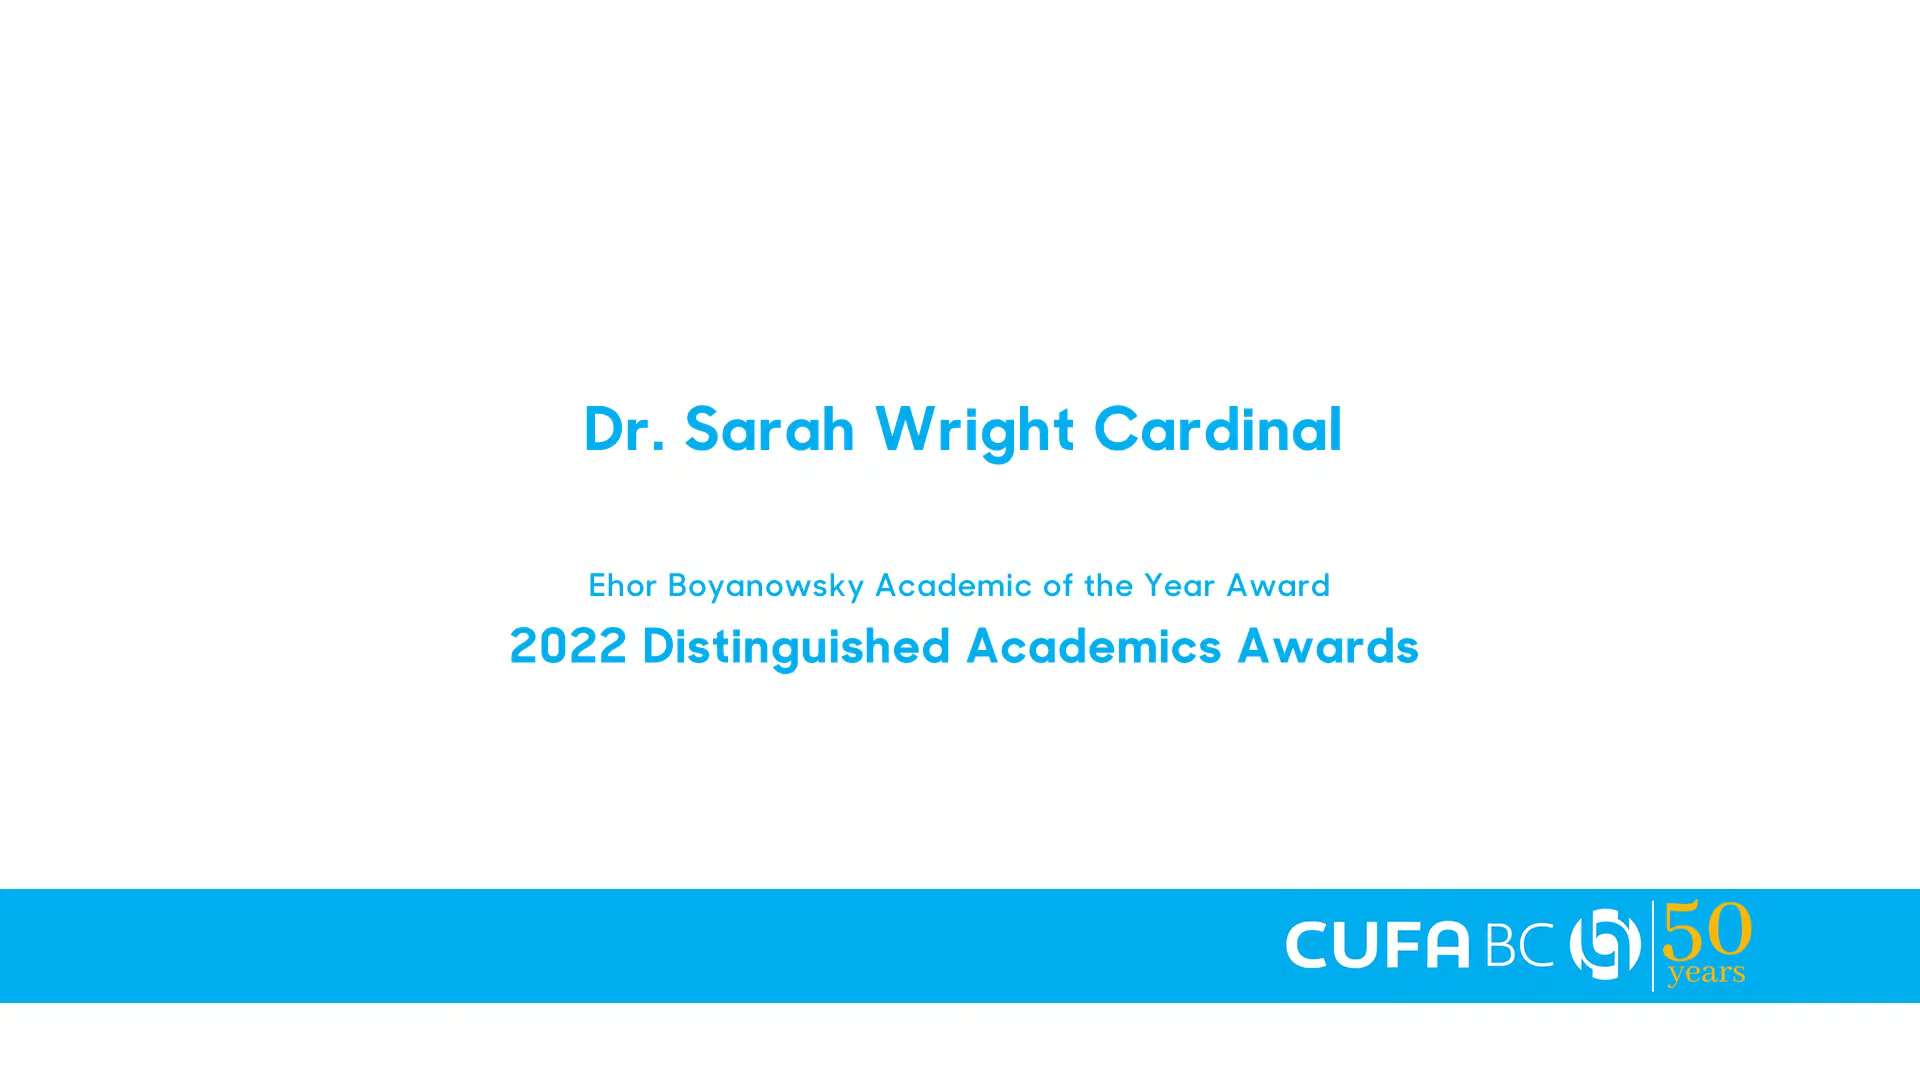 Dr. Sarah Wright Cardinal
Ehor Boyanowsky Academic of the Year Award
2022 Distinguished Academics Awards
CUFA BC 50
years